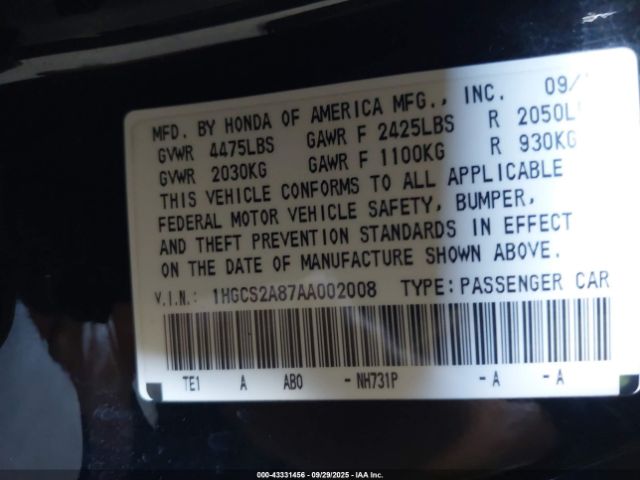 MFD. BY HONDA OF AMERICA MFG., INC. 09/
GVWR 4475LBS GAWR F 2425LBS R 2050L
GVWR 2030KG GAWR F 1100KG R 930KG
THIS VEHICLE CONFORMS TO ALL APPLICABLE
FEDERAL MOTOR VEHICLE SAFETY, BUMPER,
AND THEFT PREVENTION STANDARDS IN EFFECT
ON THE DATE OF MANUFACTURE SHOWN ABOVE.
V.I.N.: 1HGCS2A87AA002008 TYPE: PASSENGER CAR
TE1 A AB0 - NH731P - A - A
000-43331456 | 09/29/2025 | IAA Inc.